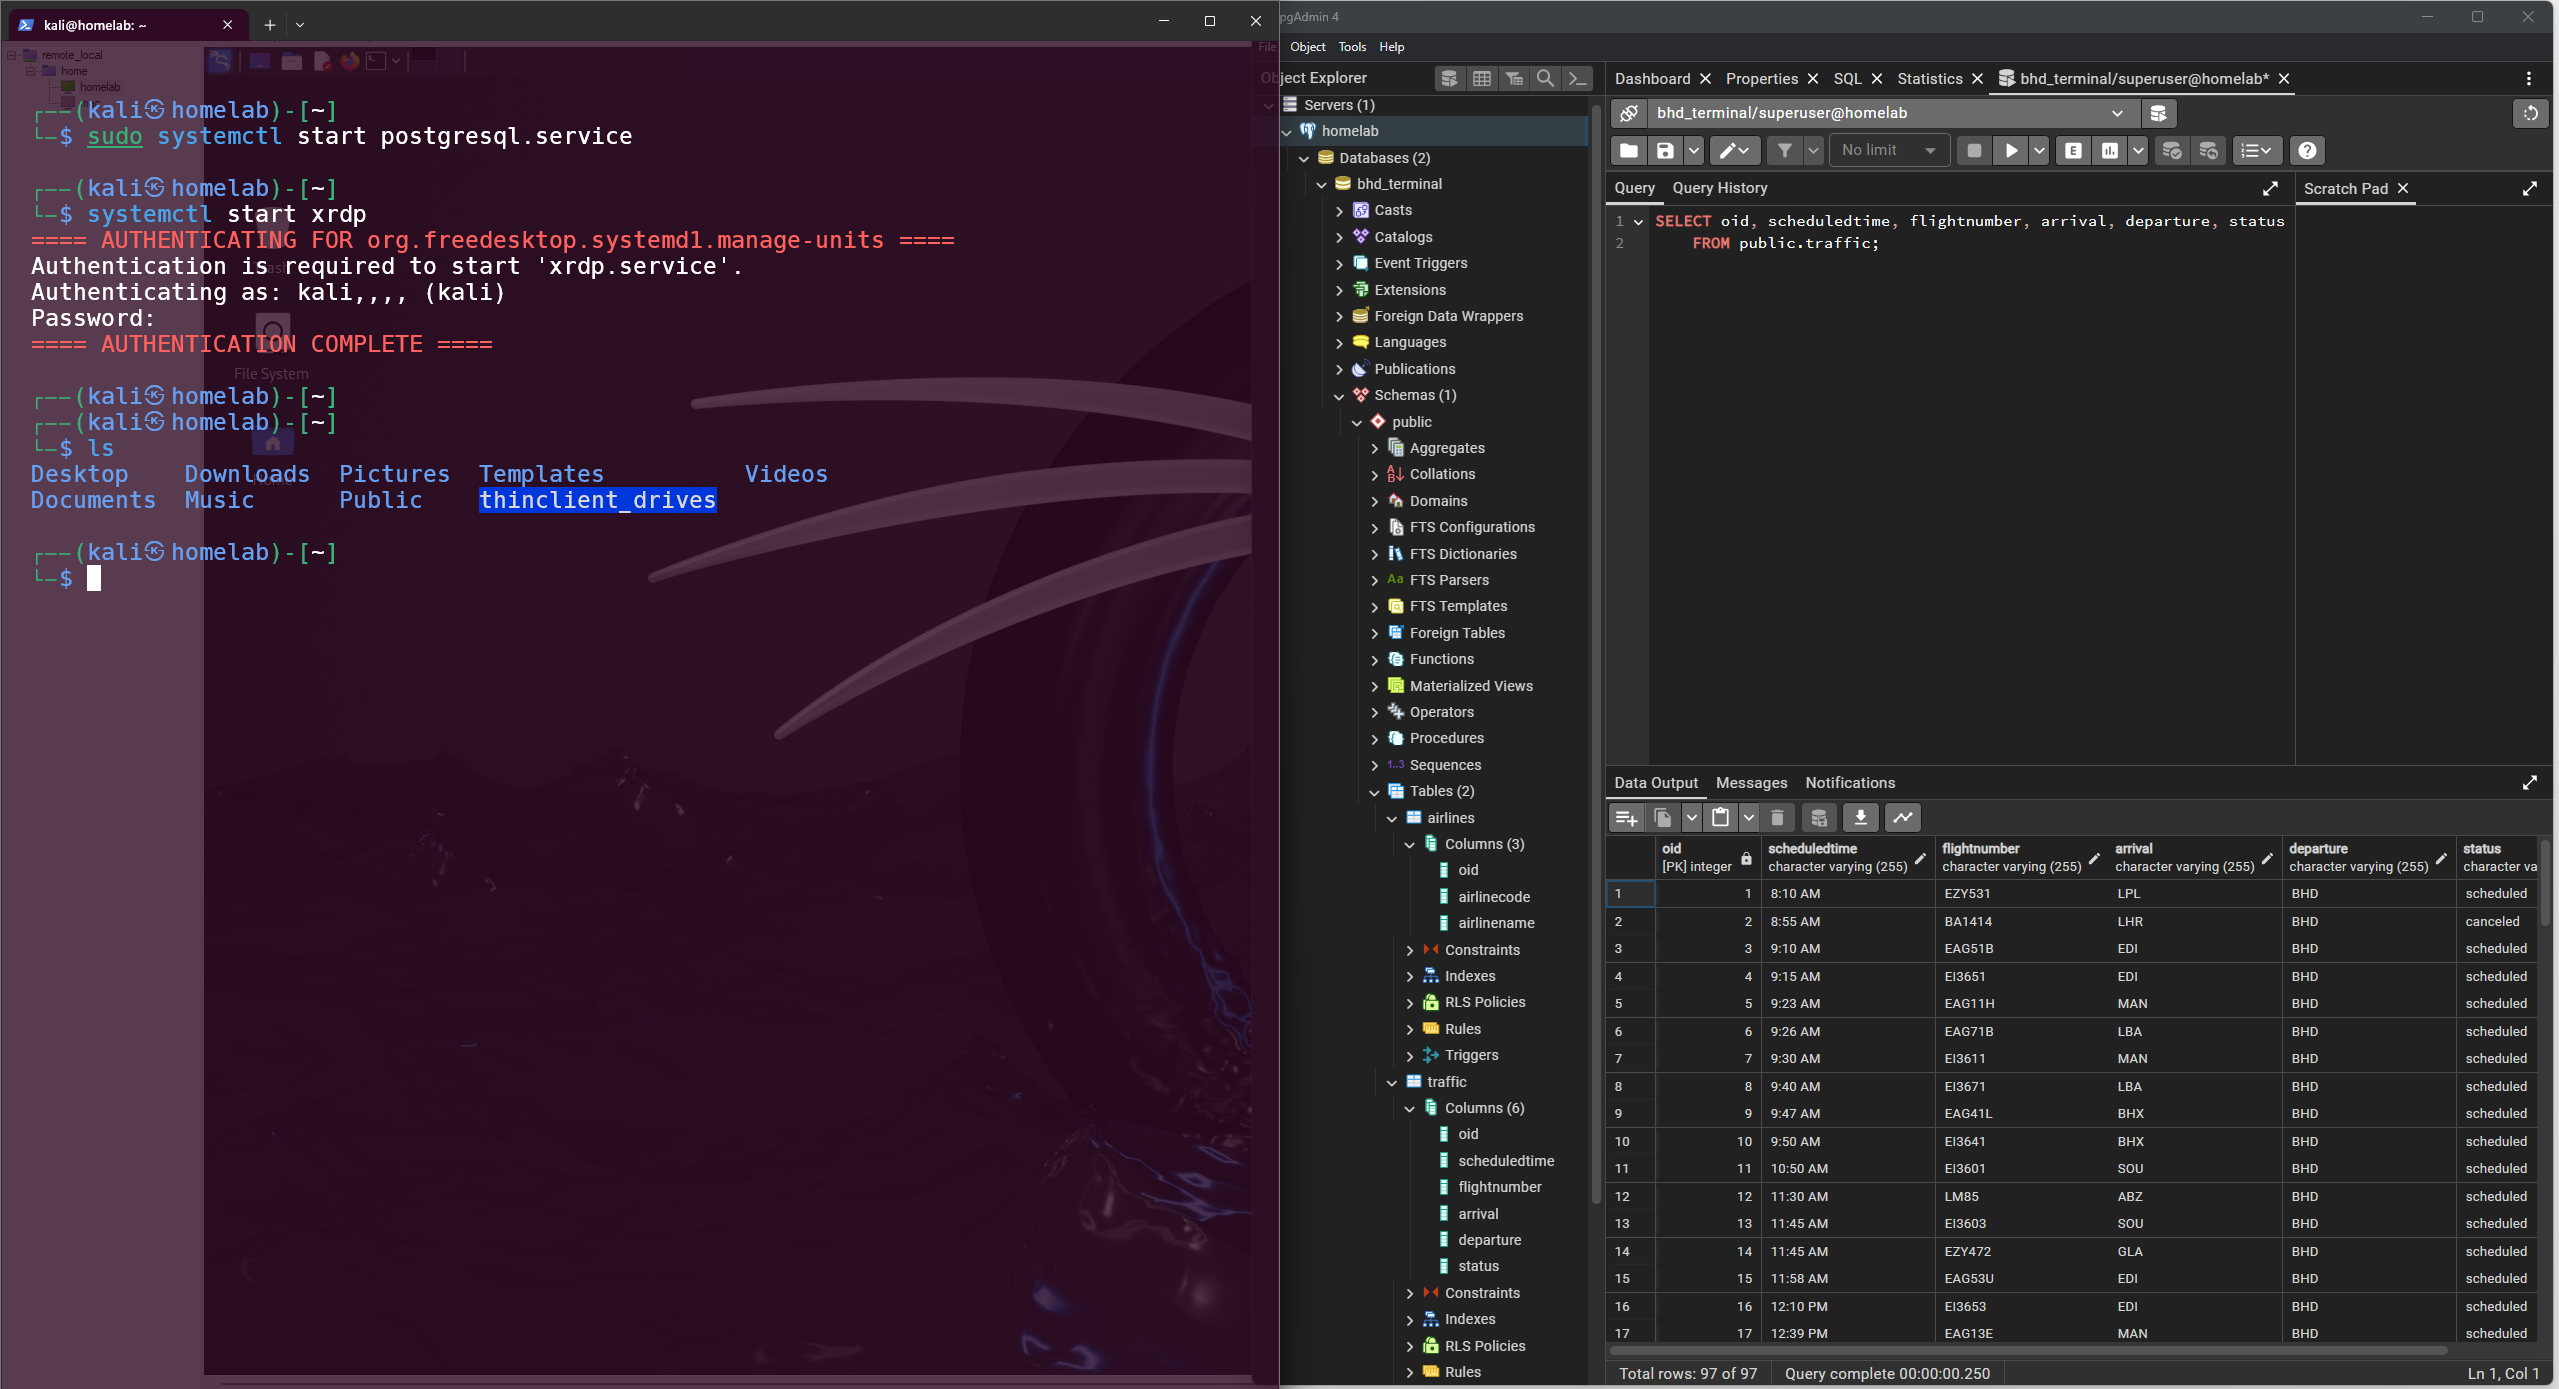 kali@homelab: ~
remote_local
home
homelab
(kali㉿homelab)-[~]
$ sudo systemctl start postgresql.service
(kali㉿homelab)-[~]
$ systemctl start xrdp
==== AUTHENTICATING FOR org.freedesktop.systemd1.manage-units ====
Authentication is required to start 'xrdp.service'.
Authenticating as: kali,,,, (kali)
Password:
==== AUTHENTICATION COMPLETE ====
File System
(kali㉿homelab)-[~]
(kali㉿homelab)-[~]
$ ls
Desktop Downloads Pictures Templates Videos
Documents Music Public thinclient_drives
(kali㉿homelab)-[~]
$
pgAdmin 4
File Object Tools Help
Object Explorer
Servers (1)
homelab
Databases (2)
bhd_terminal
Casts
Catalogs
Event Triggers
Extensions
Foreign Data Wrappers
Languages
Publications
Schemas (1)
public
Aggregates
Collations
Domains
FTS Configurations
FTS Dictionaries
Aa FTS Parsers
FTS Templates
Foreign Tables
Functions
Materialized Views
Operators
Procedures
1..3 Sequences
Tables (2)
airlines
Columns (3)
oid
airlinecode
airlinename
Constraints
Indexes
RLS Policies
Rules
Triggers
traffic
Columns (6)
oid
scheduledtime
flightnumber
arrival
departure
status
Constraints
Indexes
RLS Policies
Rules
Dashboard Properties SQL Statistics bhd_terminal/superuser@homelab*
bhd_terminal/superuser@homelab
No limit
Query Query History
Scratch Pad
1 SELECT oid, scheduledtime, flightnumber, arrival, departure, status
2 FROM public.traffic;
Data Output Messages Notifications
oid scheduledtime flightnumber arrival departure status
[PK] integer character varying (255) character varying (255) character varying (255) character varying (255) character va
1 1 8:10 AM EZY531 LPL BHD scheduled
2 2 8:55 AM BA1414 LHR BHD canceled
3 3 9:10 AM EAG51B EDI BHD scheduled
4 4 9:15 AM EI3651 EDI BHD scheduled
5 5 9:23 AM EAG11H MAN BHD scheduled
6 6 9:26 AM EAG71B LBA BHD scheduled
7 7 9:30 AM EI3611 MAN BHD scheduled
8 8 9:40 AM EI3671 LBA BHD scheduled
9 9 9:47 AM EAG41L BHX BHD scheduled
10 10 9:50 AM EI3641 BHX BHD scheduled
11 11 10:50 AM EI3601 SOU BHD scheduled
12 12 11:30 AM LM85 ABZ BHD scheduled
13 13 11:45 AM EI3603 SOU BHD scheduled
14 14 11:45 AM EZY472 GLA BHD scheduled
15 15 11:58 AM EAG53U EDI BHD scheduled
16 16 12:10 PM EI3653 EDI BHD scheduled
17 17 12:39 PM EAG13E MAN BHD scheduled
Total rows: 97 of 97 Query complete 00:00:00.250 Ln 1, Col 1